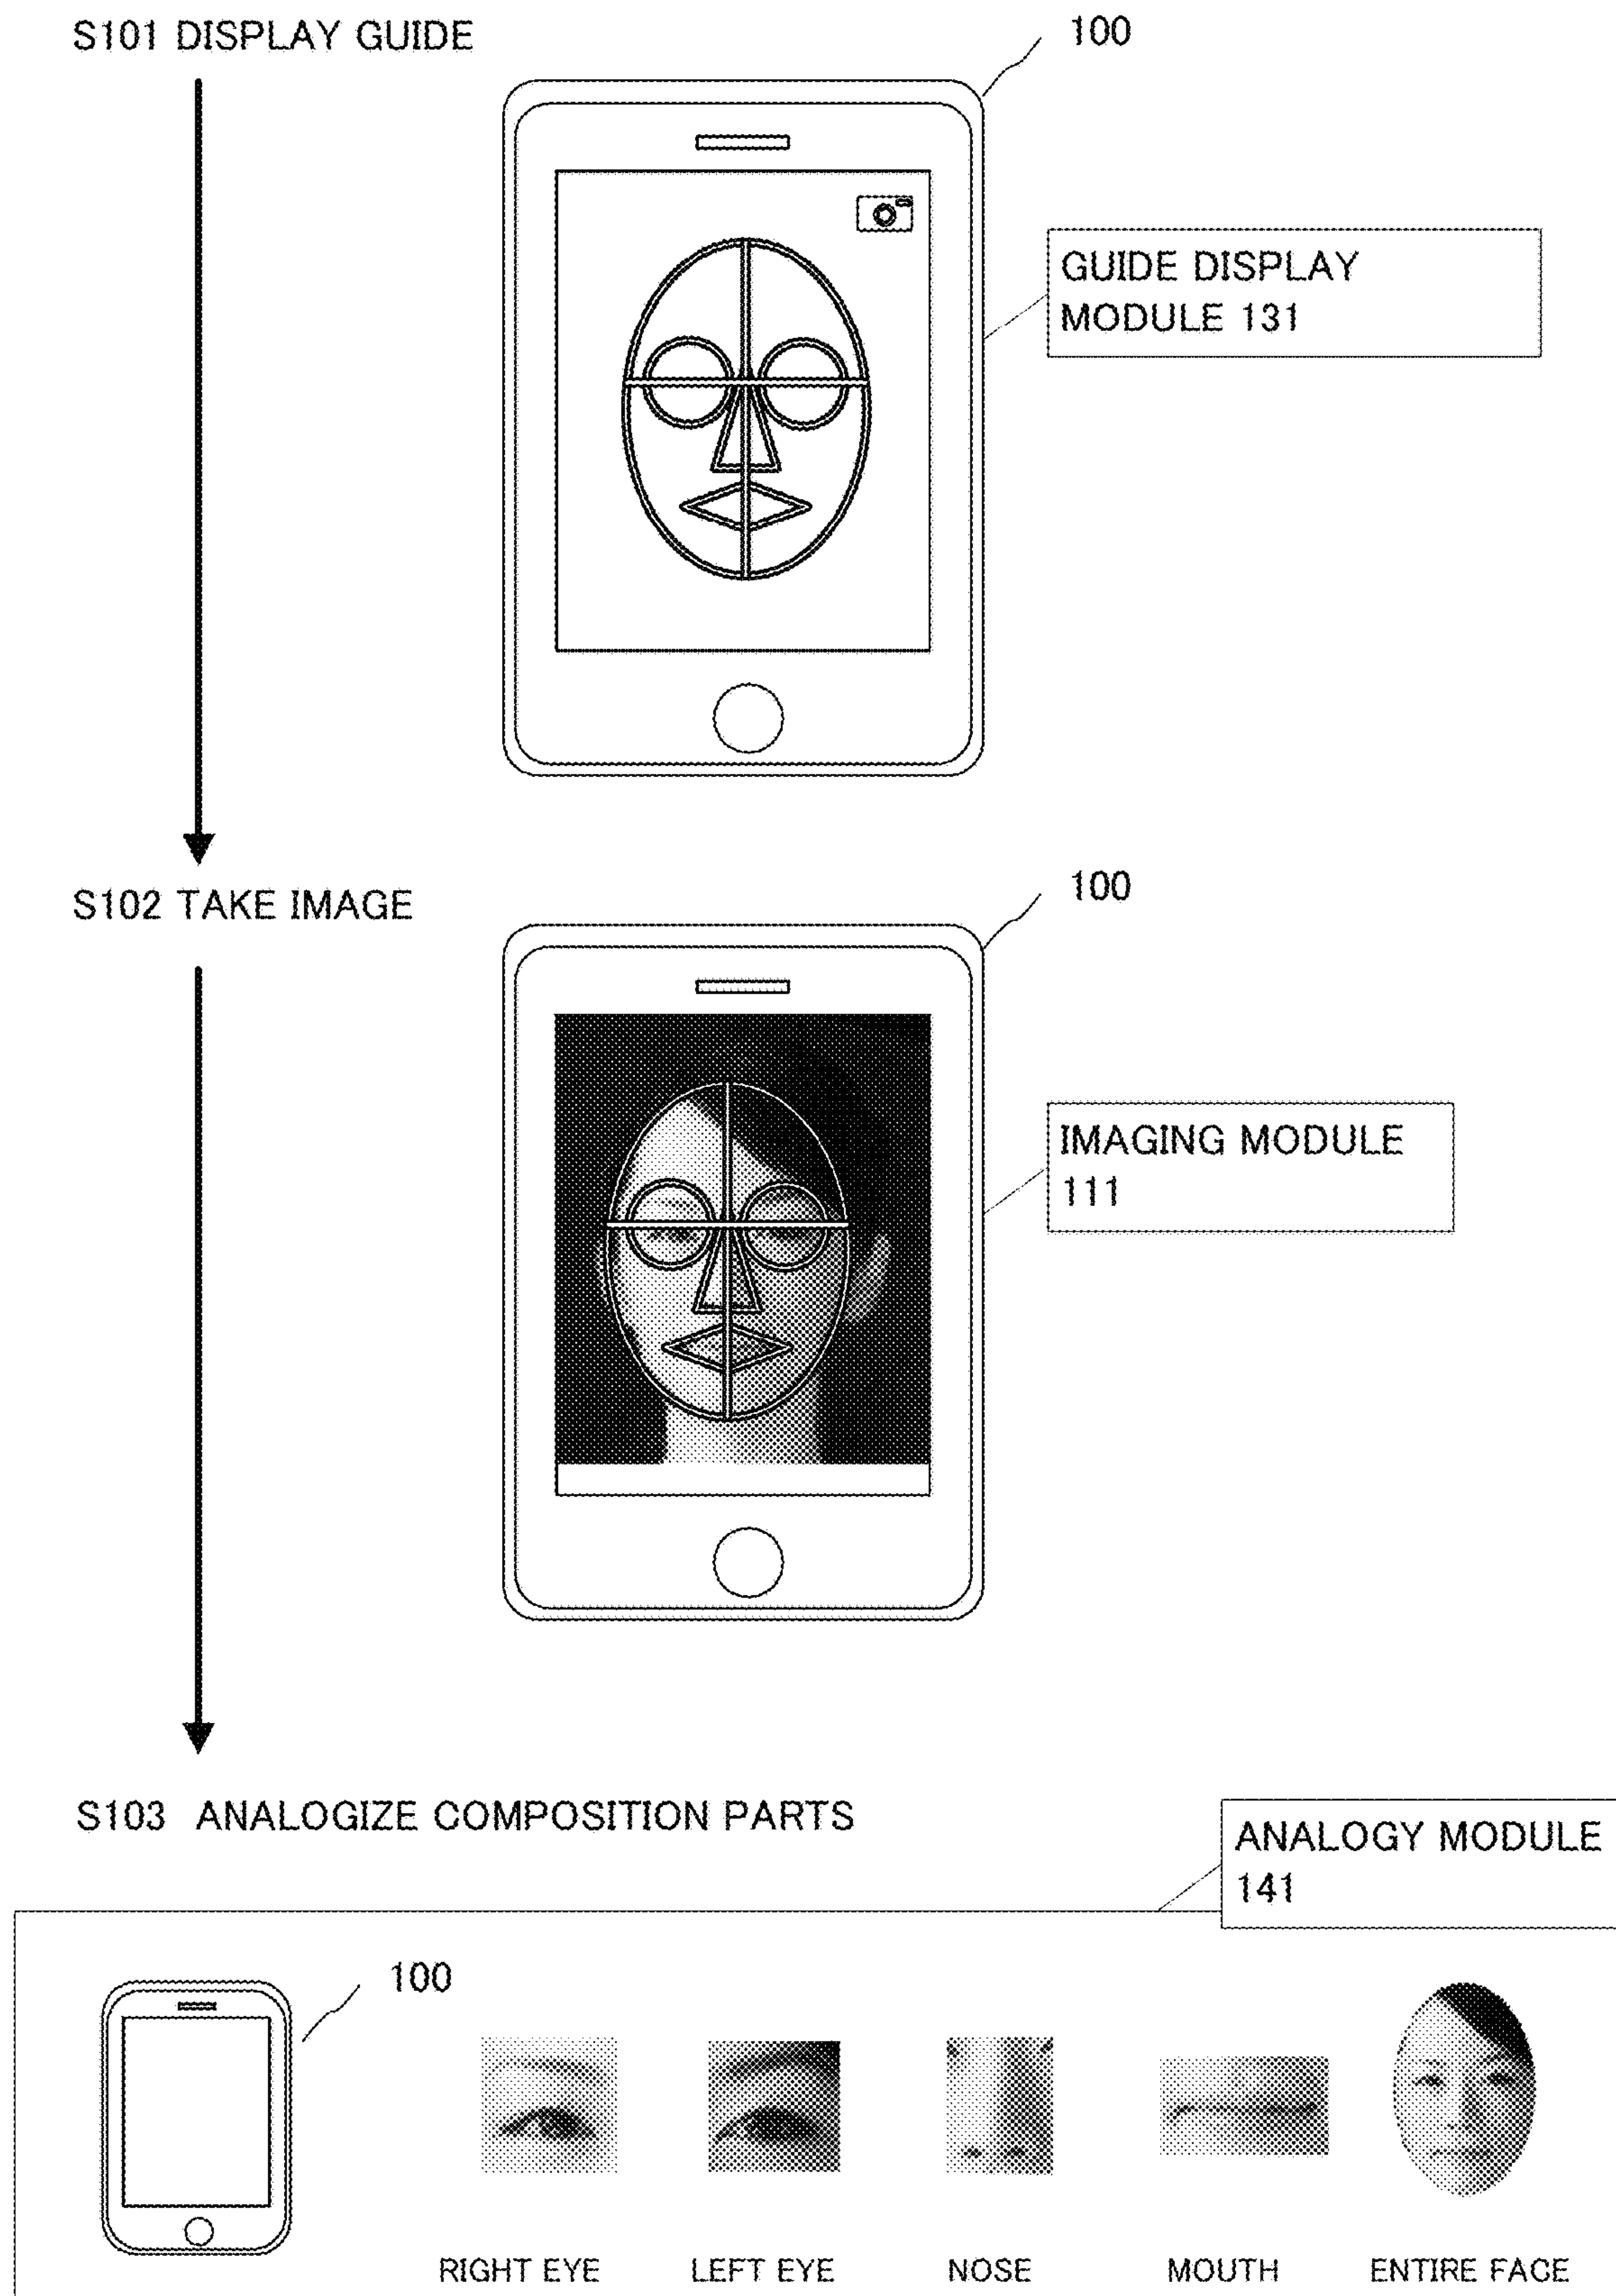 S101 DISPLAY GUIDE
100
GUIDE DISPLAY
MODULE 131
S102 TAKE IMAGE
100
IMAGING MODULE
111
S103 ANALOGIZE COMPOSITION PARTS
ANALOGY MODULE
141
100
RIGHT EYE
LEFT EYE
NOSE
MOUTH
ENTIRE FACE